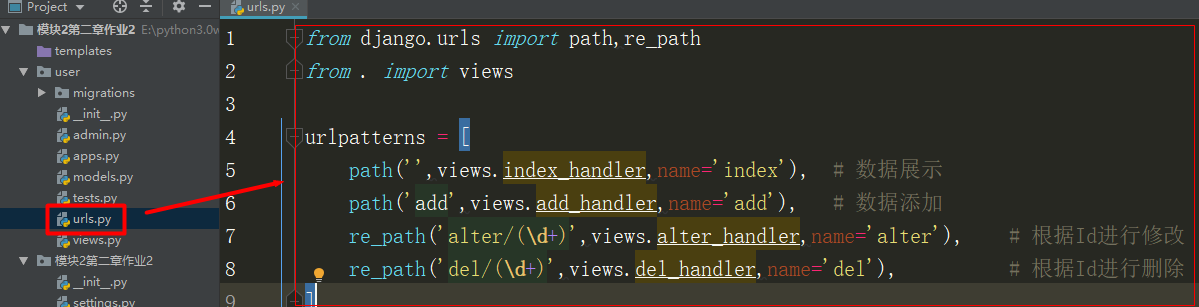 Project
urls.py
模块2第二章作业2 E:\python3.0w
templates
user
migrations
__init__.py
admin.py
apps.py
models.py
tests.py
urls.py
views.py
模块2第二章作业2
__init__.py
settings.py
1 from django.urls import path,re_path
2 from . import views
3
4 urlpatterns = [
5 path('',views.index_handler,name='index'), # 数据展示
6 path('add',views.add_handler,name='add'), # 数据添加
7 re_path('alter/(\d+)',views.alter_handler,name='alter'), # 根据Id进行修改
8 re_path('del/(\d+)',views.del_handler,name='del'), # 根据Id进行删除
9 ]